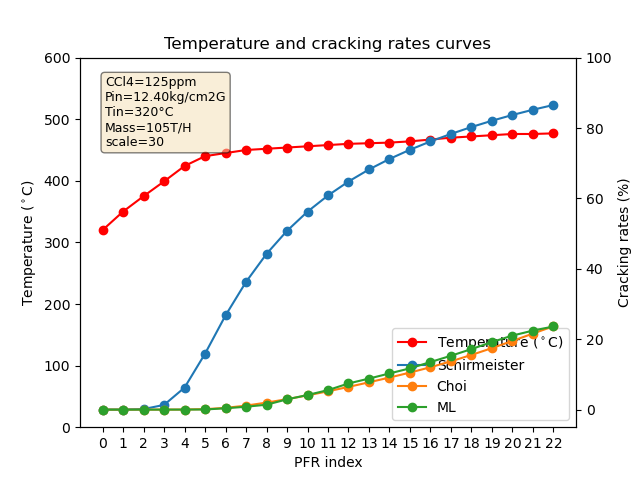 Temperature and cracking rates curves
CCl4=125ppm
Pin=12.40kg/cm2G
Tin=320°C
Mass=105T/H
scale=30
Temperature (°C)
600
500
400
300
200
100
0
Cracking rates (%)
100
80
60
40
20
0
Temperature (°C)
Schirmeister
Choi
ML
0 1 2 3 4 5 6 7 8 9 10 11 12 13 14 15 16 17 18 19 20 21 22
PFR index